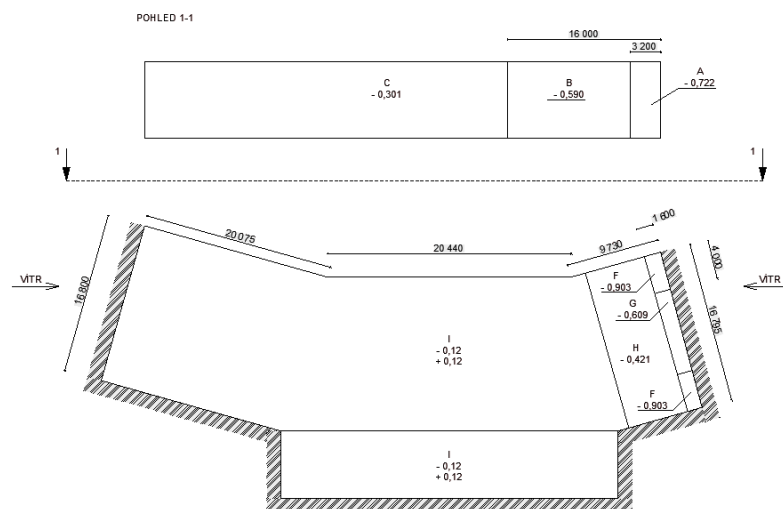 POHLED 1-1
16 000
3 200
C
- 0,301
B
- 0,590
A
- 0,722
1
1
20 075
20 440
9 730
1 600
4 000
16 800
16 795
VÍTR
VÍTR
F
- 0,903
G
- 0,609
H
- 0,421
F
- 0,903
I
- 0,12
+ 0,12
I
- 0,12
+ 0,12